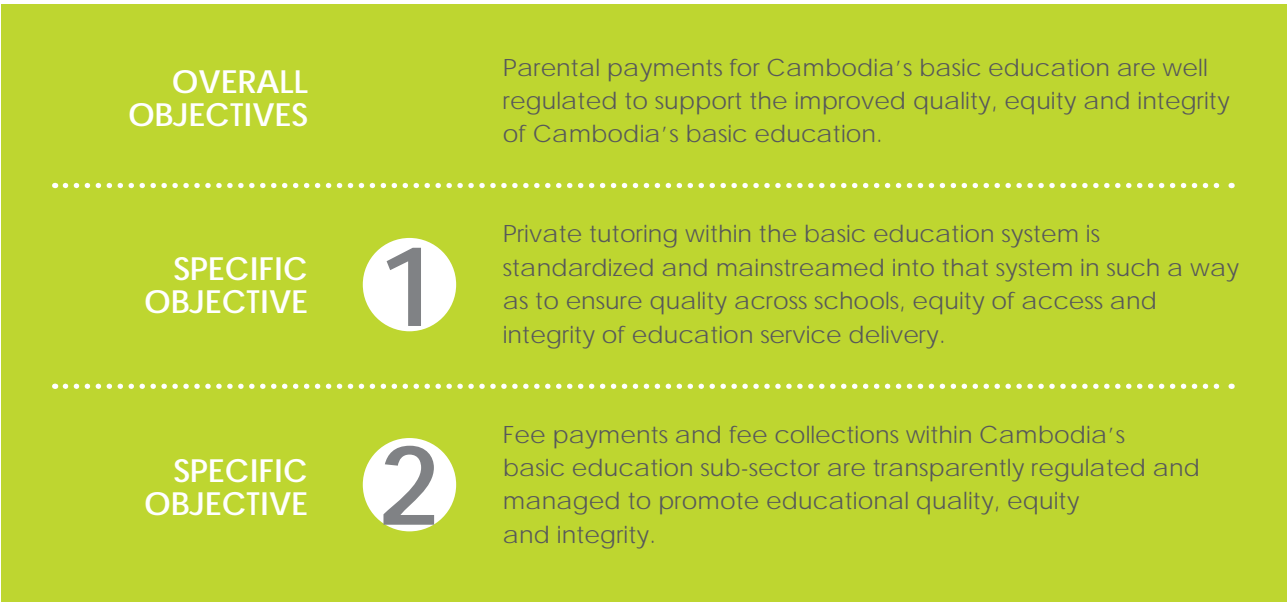 OVERALL
OBJECTIVES
Parental payments for Cambodia's basic education are well
regulated to support the improved quality, equity and integrity
of Cambodia's basic education.
SPECIFIC
OBJECTIVE
1
Private tutoring within the basic education system is
standardized and mainstreamed into that system in such a way
as to ensure quality across schools, equity of access and
integrity of education service delivery.
SPECIFIC
OBJECTIVE
2
Fee payments and fee collections within Cambodia's
basic education sub-sector are transparently regulated and
managed to promote educational quality, equity
and integrity.